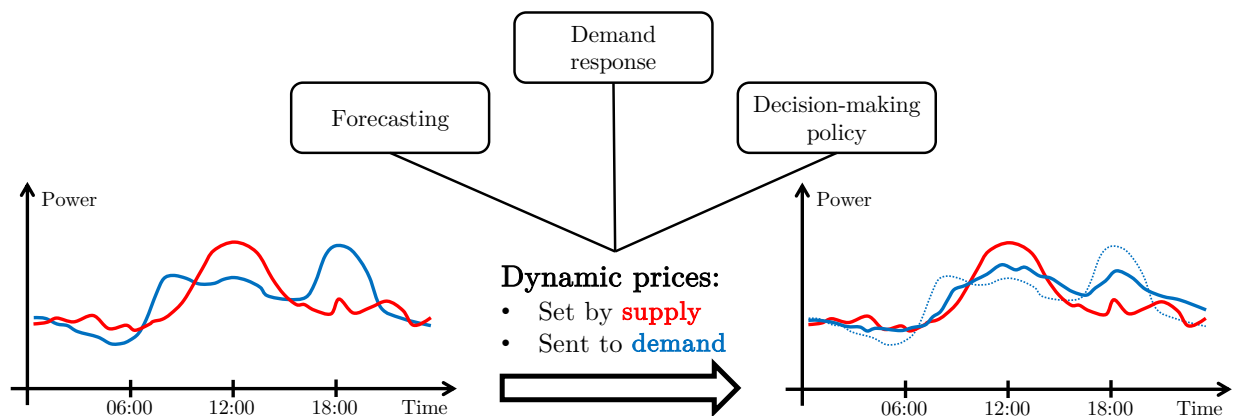 Demand
response
Forecasting
Decision-making
policy
Power
06:00
12:00
18:00
Time
Dynamic prices:
• Set by supply
• Sent to demand
Power
06:00
12:00
18:00
Time